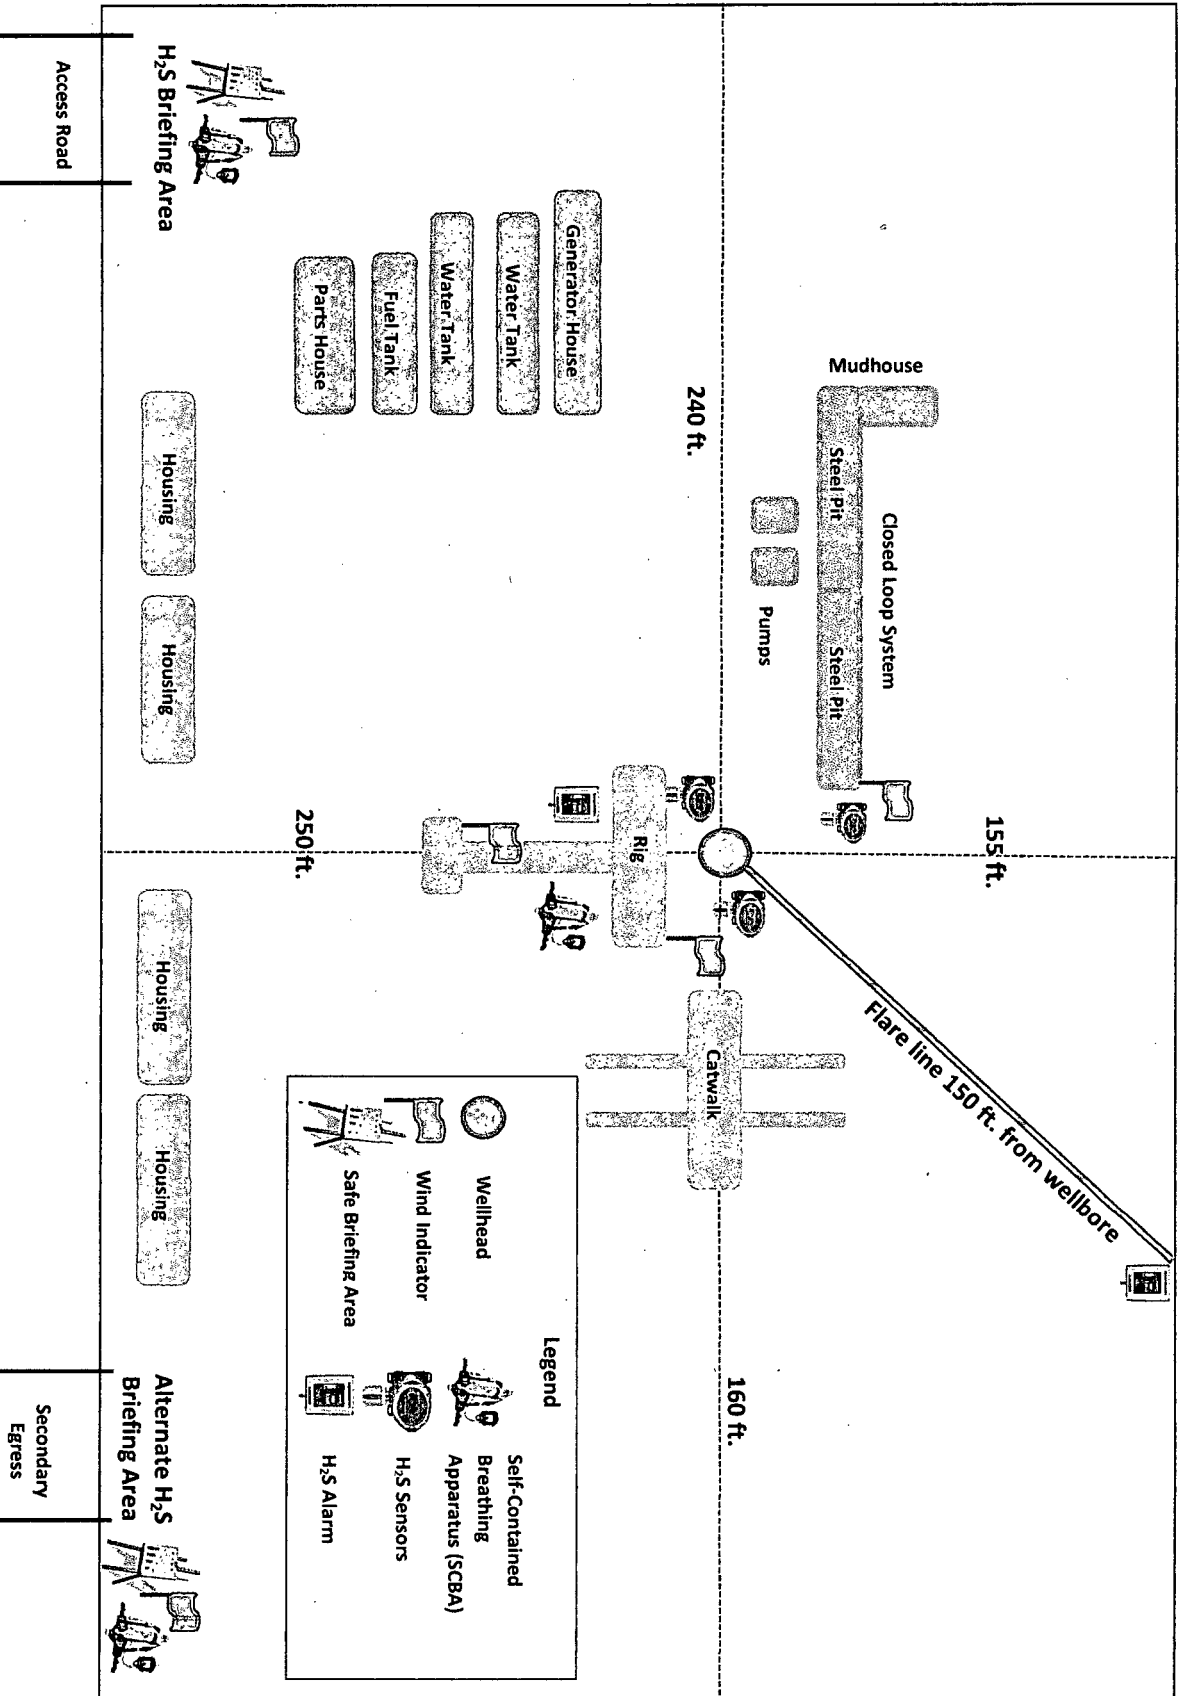 155 ft.
Mudhouse
Closed Loop System
Steel Pit
Steel Pit
Pumps
Flare line 150 ft. from wellbore
240 ft.
160 ft.
Catwalk
Rig
Generator House
Water Tank
Water Tank
Fuel Tank
Parts House
250 ft.
Legend
Wellhead
Wind Indicator
Safe Briefing Area
Self-Contained
Breathing
Apparatus (SCBA)
H₂S Sensors
H₂S Alarm
H₂S Briefing Area
Housing
Housing
Housing
Housing
Alternate H₂S
Briefing Area
Access Road
Secondary
Egress